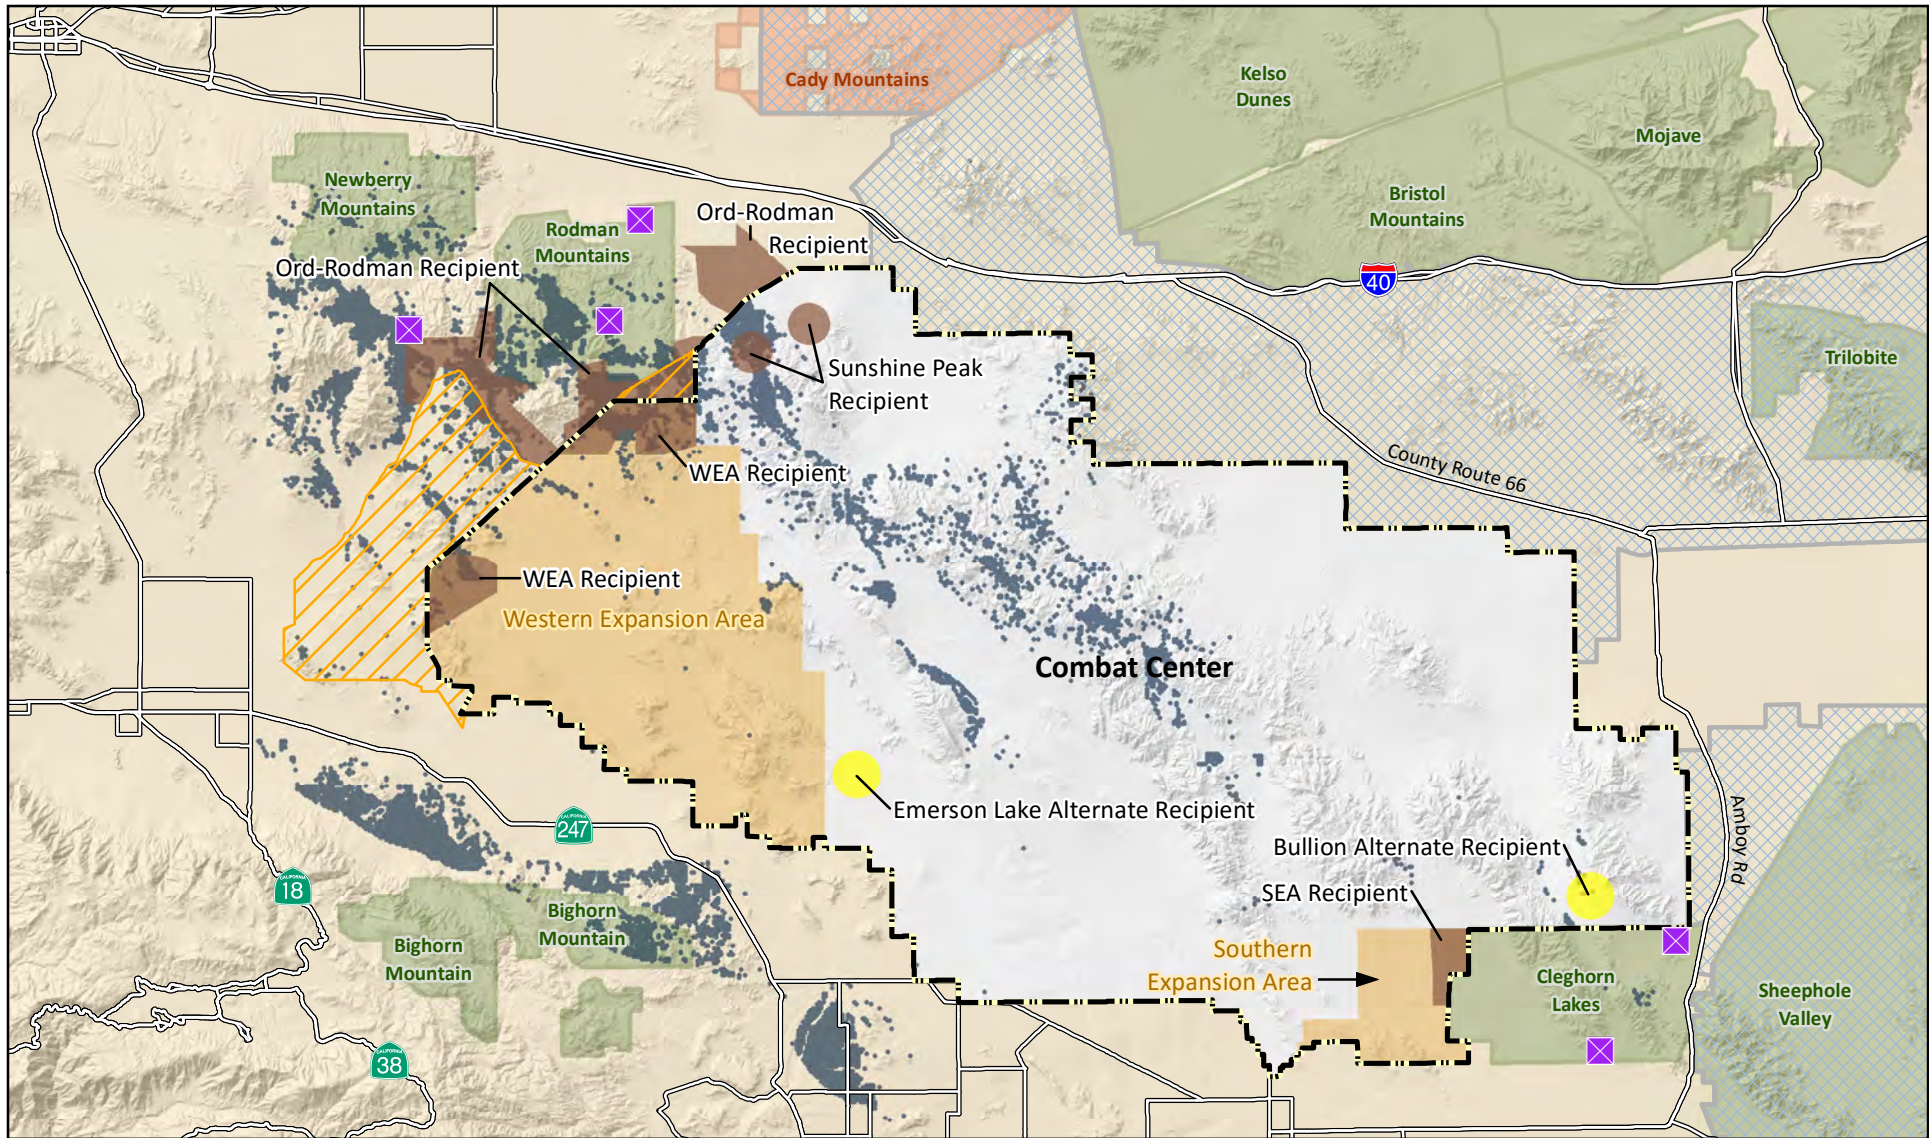 Cady Mountains
Kelso
Dunes
Mojave
Bristol
Mountains
Newberry
Mountains
Rodman
Mountains
Ord-Rodman
Recipient
Ord-Rodman Recipient
40
Sunshine Peak
Recipient
Trilobite
WEA Recipient
County Route 66
WEA Recipient
Western Expansion Area
Combat Center
Emerson Lake Alternate Recipient
CALIFORNIA
247
Amboy Rd
Bullion Alternate Recipient
SEA Recipient
CALIFORNIA
18
Bighorn
Mountain
Bighorn
Mountain
Southern
Expansion Area
Cleghorn
Lakes
Sheephole
Valley
CALIFORNIA
38